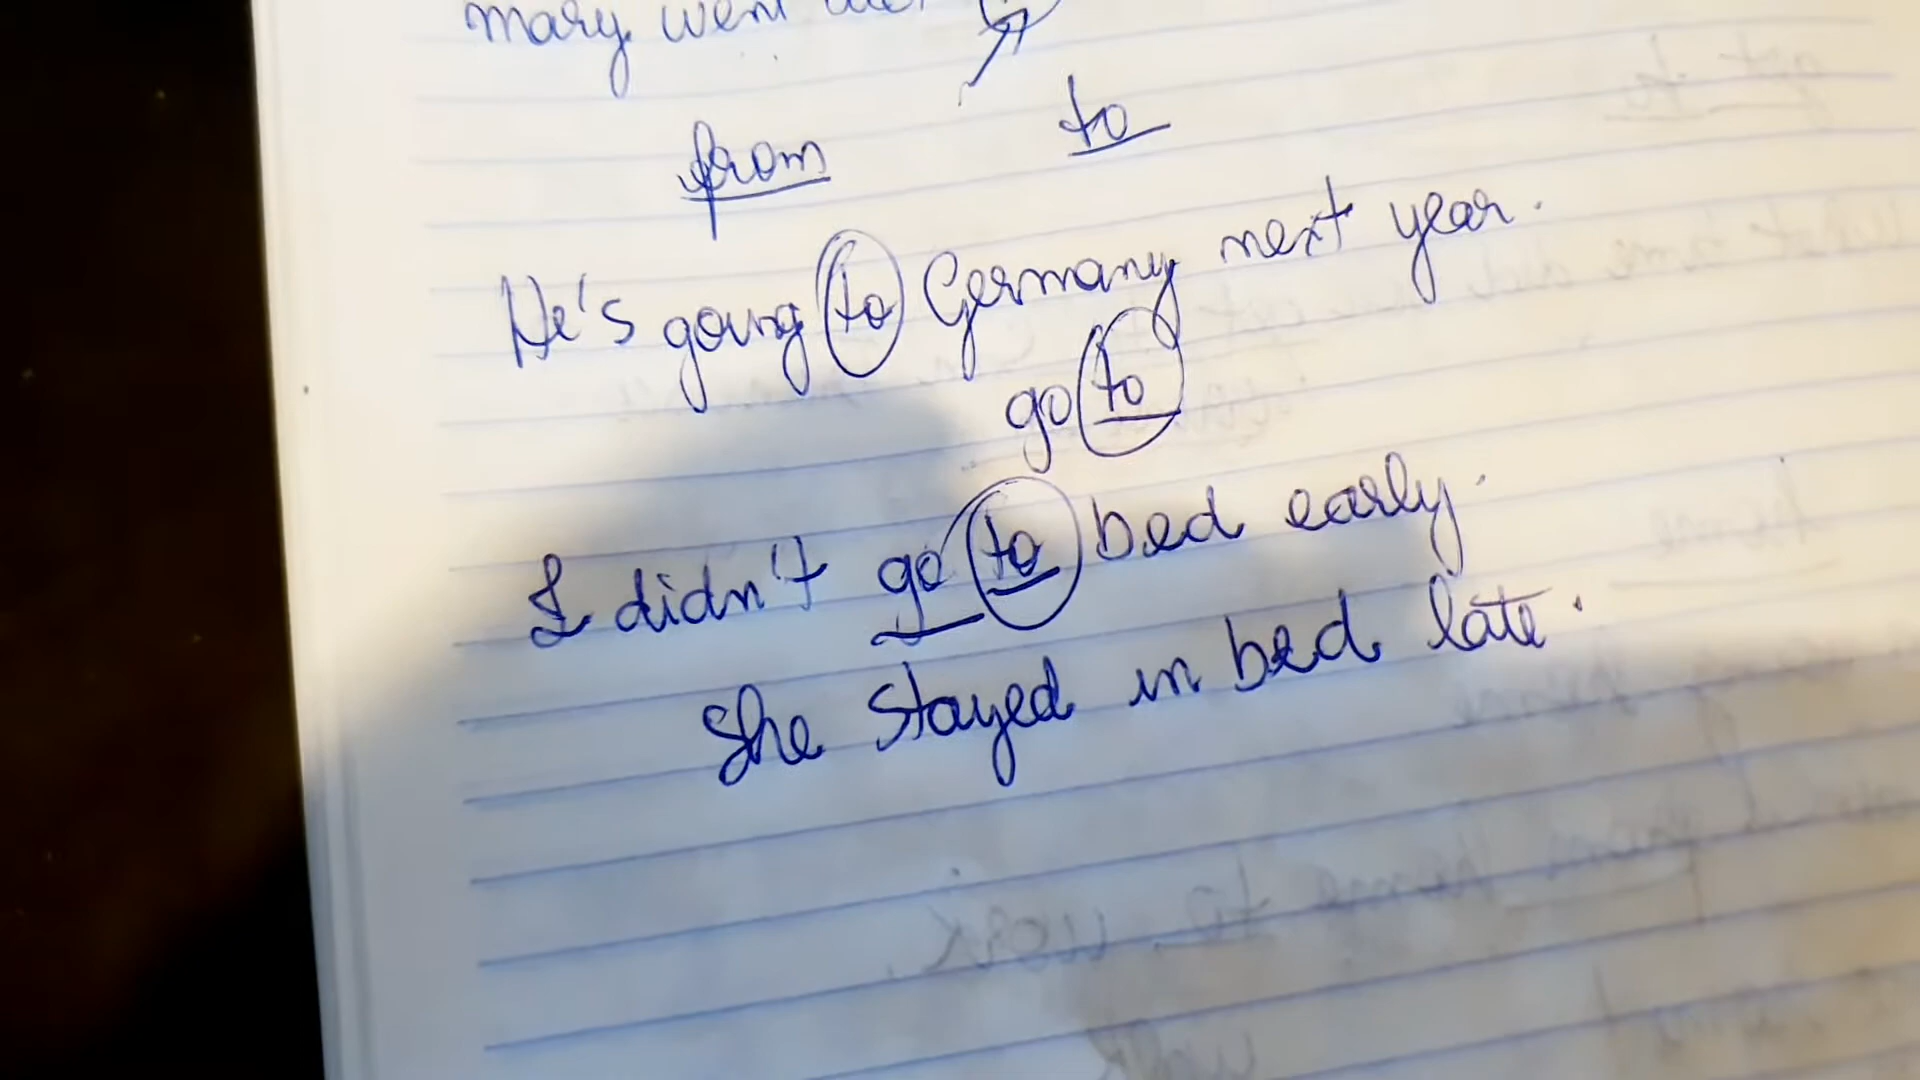 mary went
from to
He's going to Germany next year.
go to
I didn't go to bed early.
She stayed in bed late.